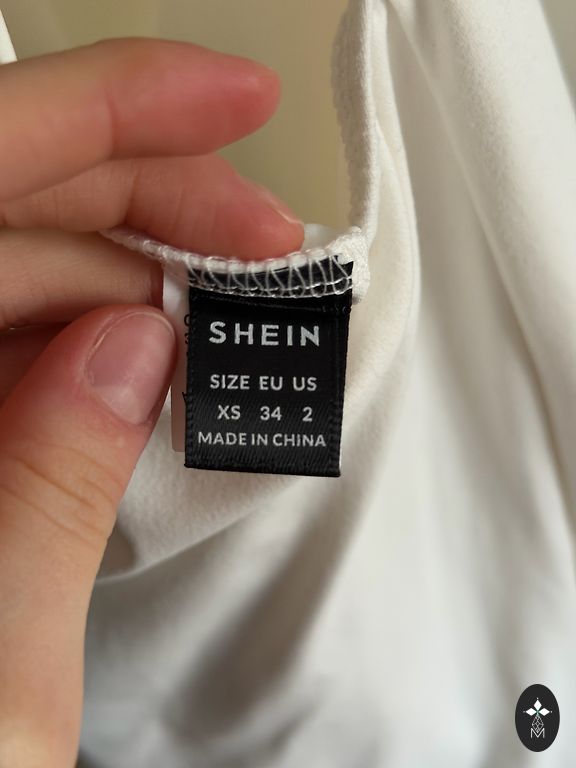 SHEIN
SIZE EU US
XS 34 2
MADE IN CHINA
M